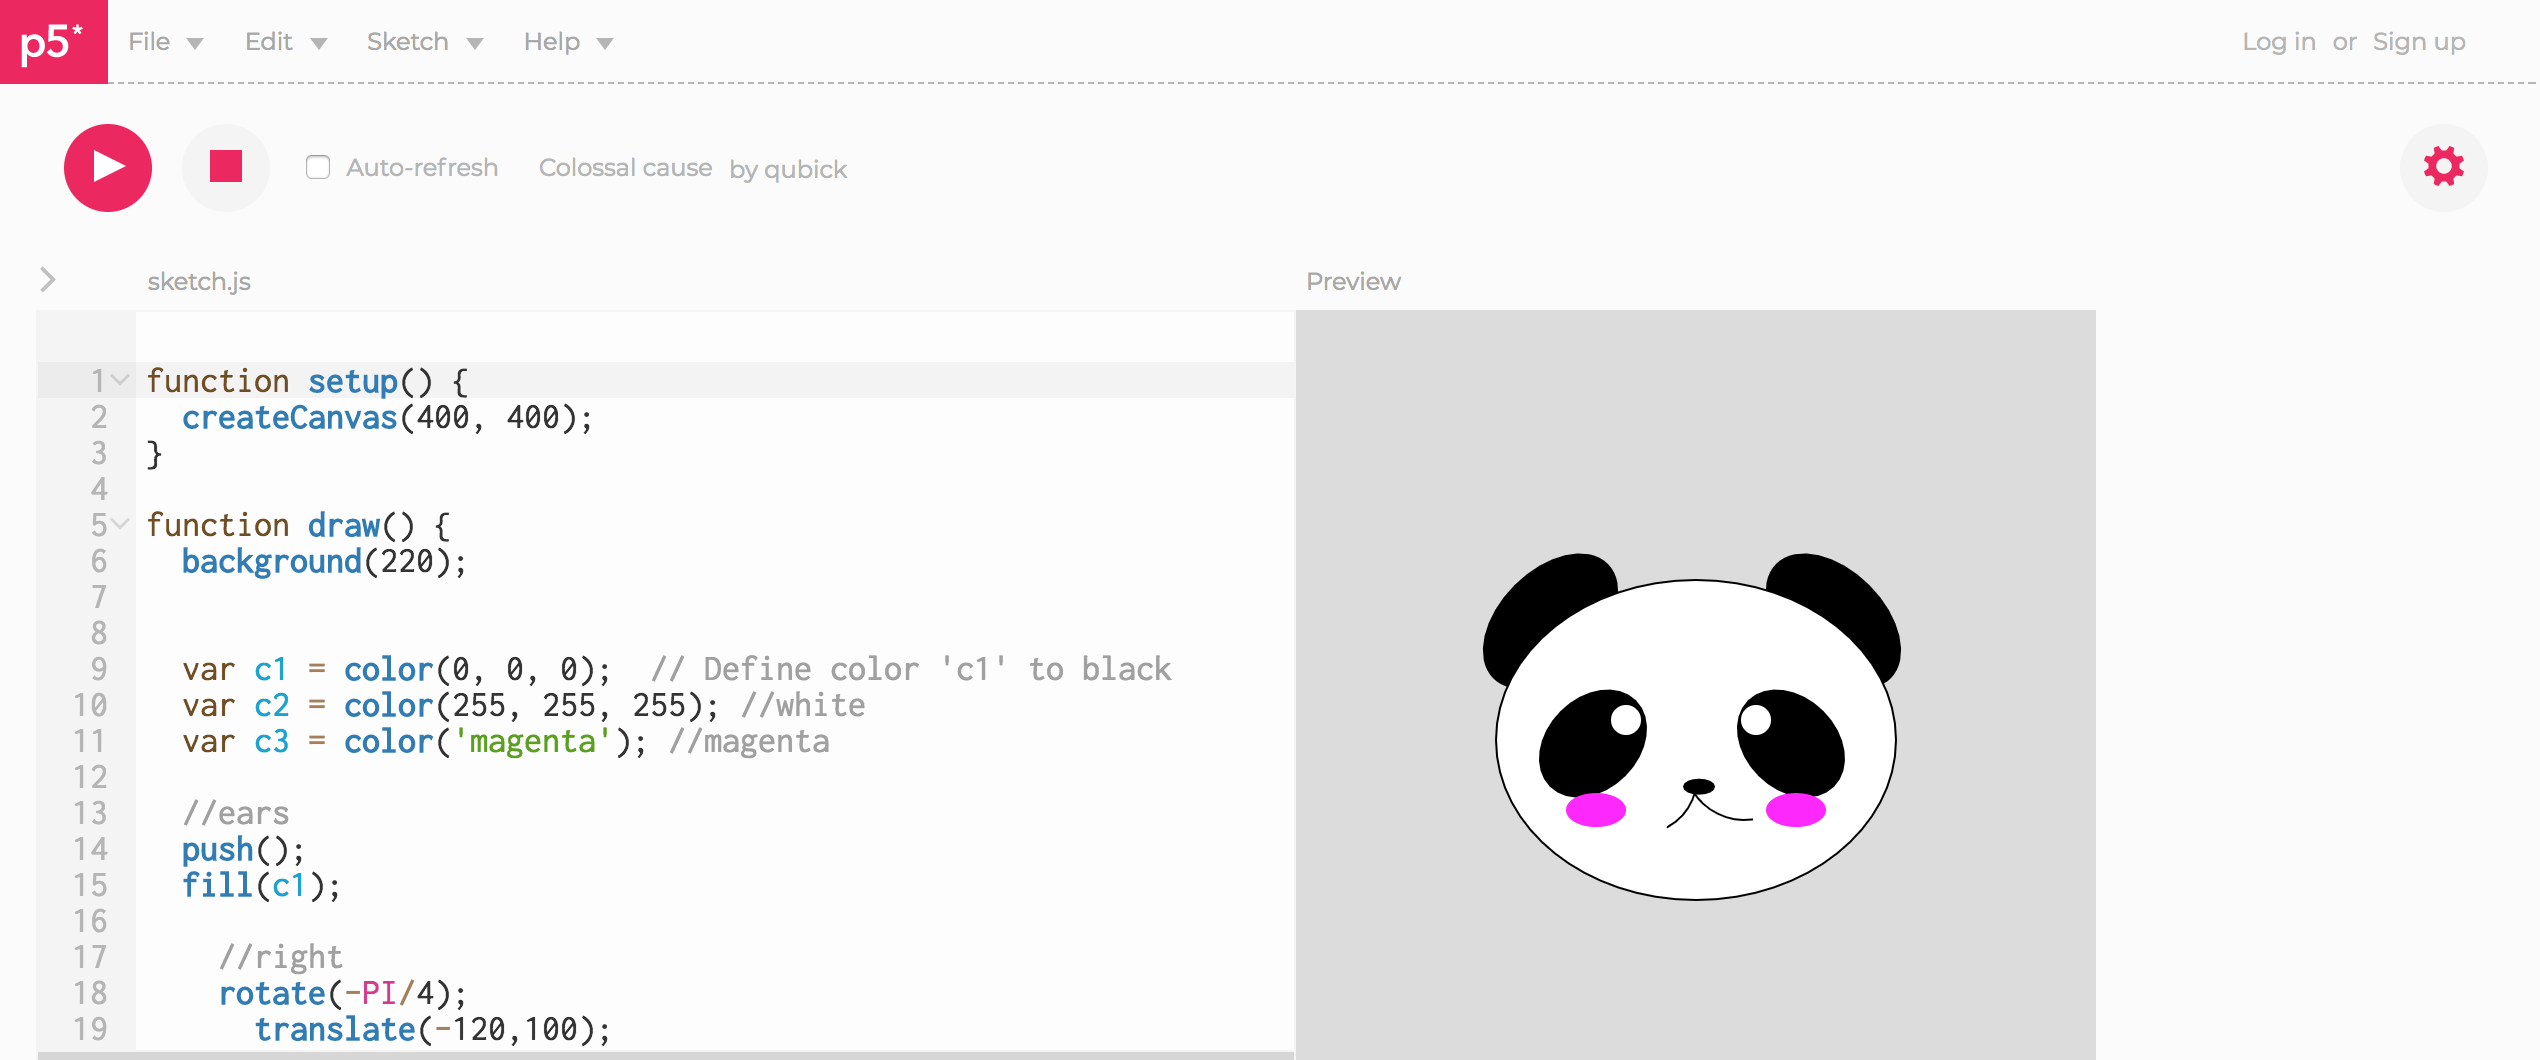 p5*
File Edit Sketch Help Log in or Sign up
Auto-refresh Colossal cause by qubick
sketch.js
Preview
1 function setup() {
2 createCanvas(400, 400);
3 }
4
5 function draw() {
6 background(220);
7
8
9 var c1 = color(0, 0, 0); // Define color 'c1' to black
10 var c2 = color(255, 255, 255); //white
11 var c3 = color('magenta'); //magenta
12
13 //ears
14 push();
15 fill(c1);
16
17 //right
18 rotate(-PI/4);
19 translate(-120,100);